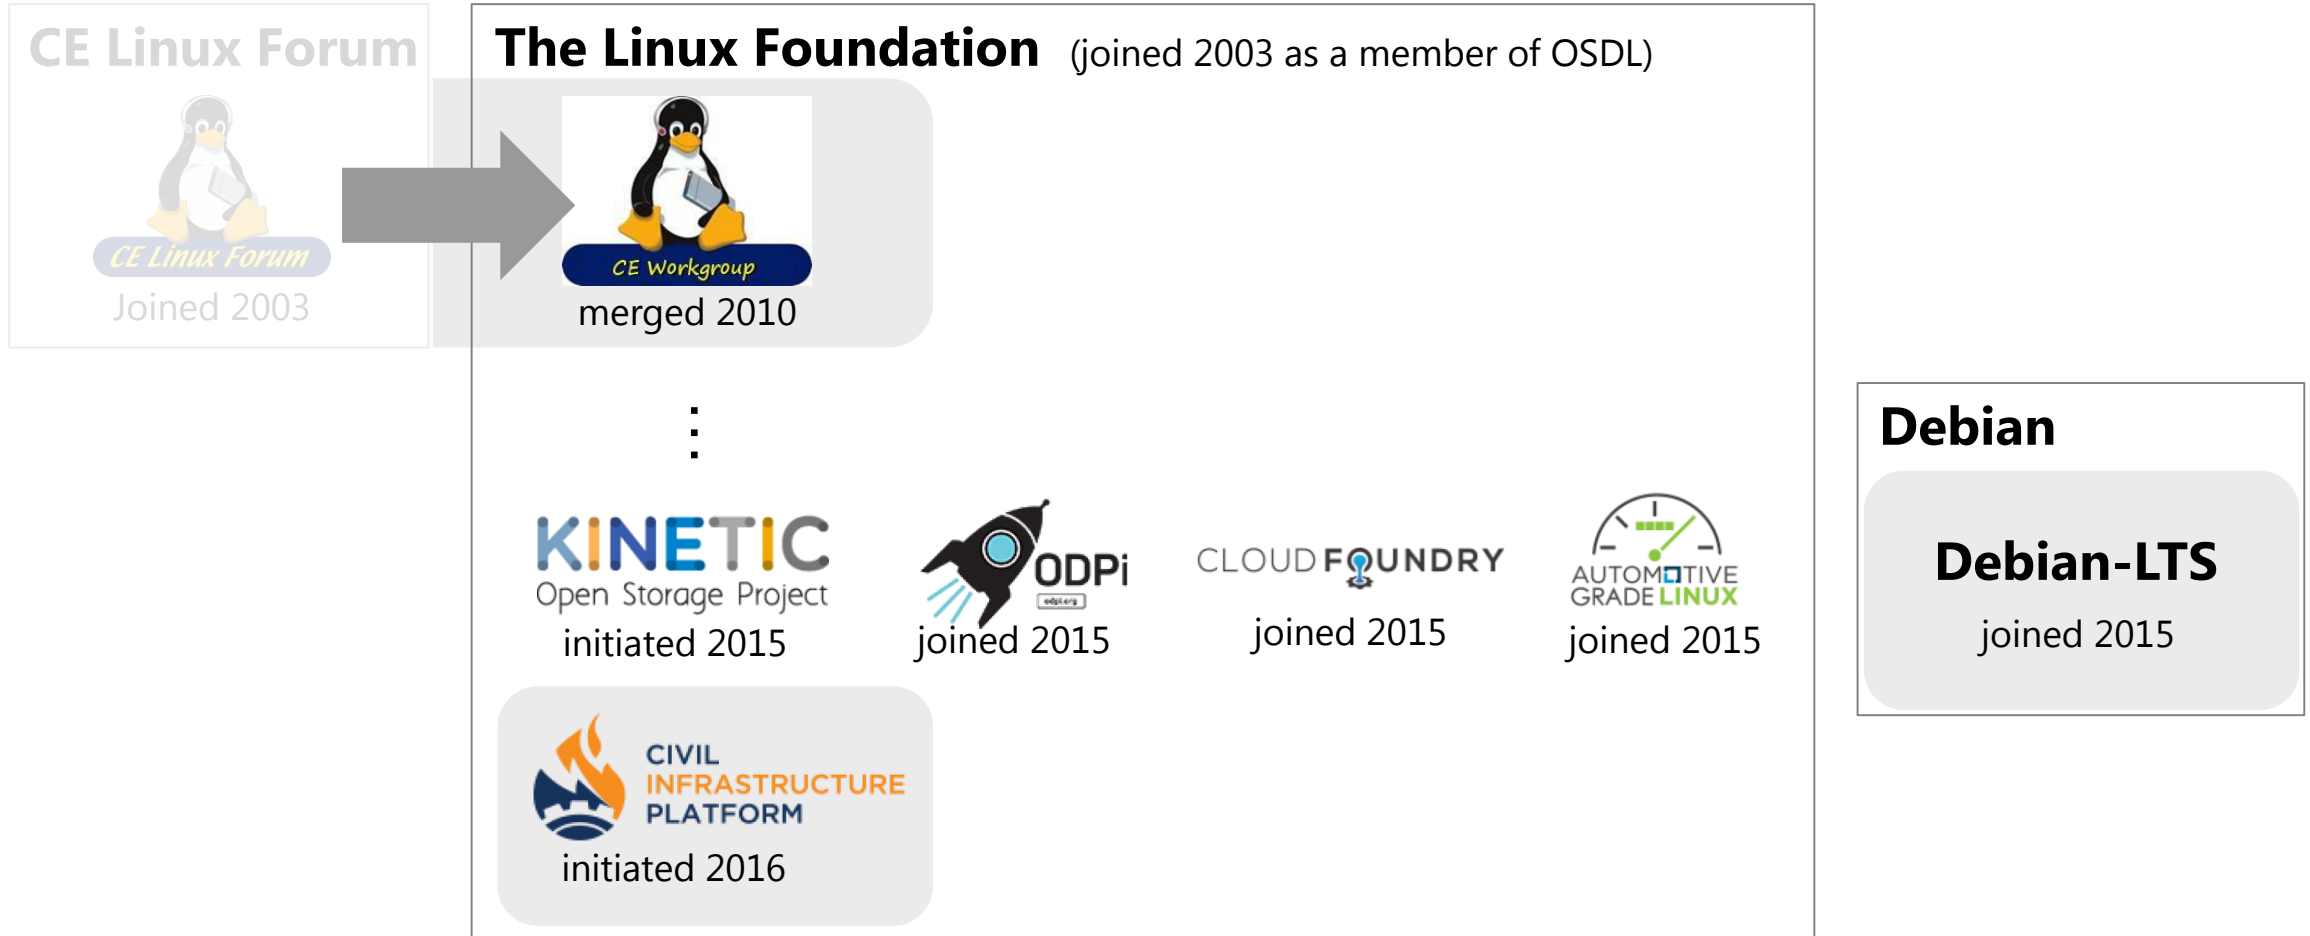 CE Linux Forum
CE Linux Forum
Joined 2003
The Linux Foundation (joined 2003 as a member of OSDL)
CE Workgroup
merged 2010
⋮
KINETIC
Open Storage Project
initiated 2015
ODPi
odpi.org
joined 2015
CLOUD FOUNDRY
joined 2015
AUTOMOTIVE
GRADE LINUX
joined 2015
CIVIL
INFRASTRUCTURE
PLATFORM
initiated 2016
Debian
Debian-LTS
joined 2015